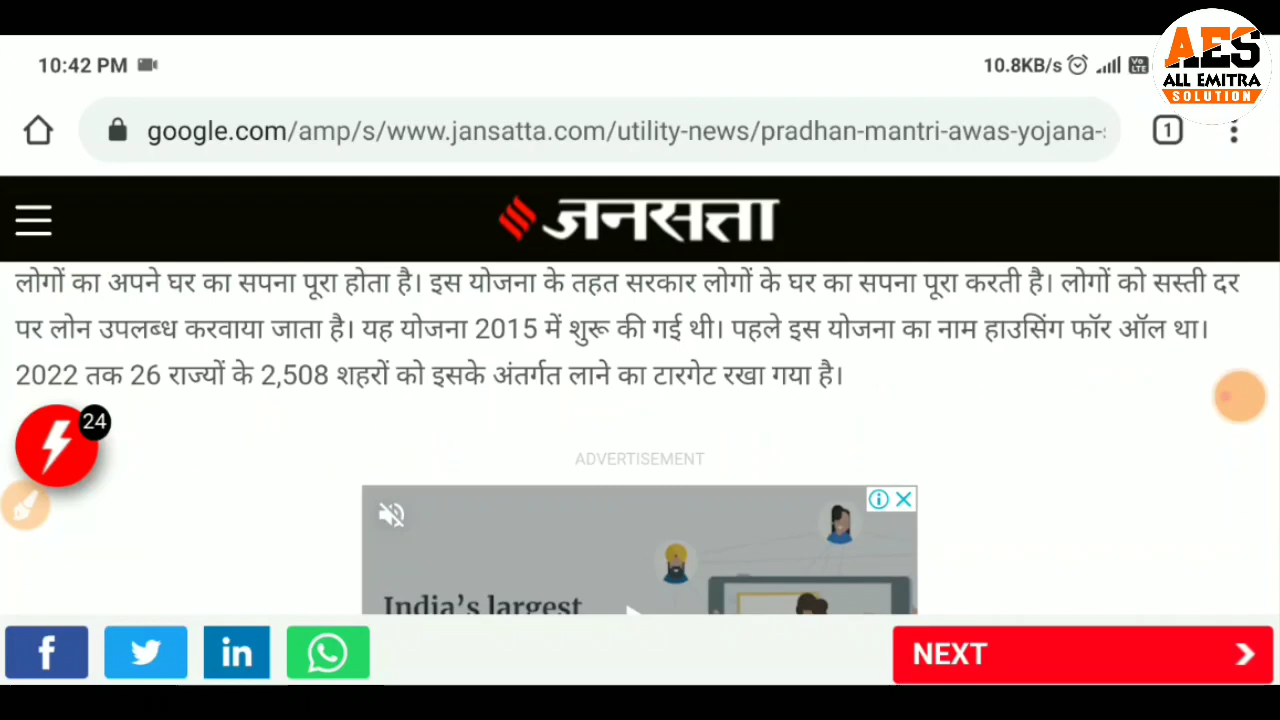 10:42 PM
10.8KB/s
Vo
LTE
AES
ALL EMITRA
SOLUTION
google.com/amp/s/www.jansatta.com/utility-news/pradhan-mantri-awas-yojana-
1
जनसत्ता
लोगों का अपने घर का सपना पूरा होता है। इस योजना के तहत सरकार लोगों के घर का सपना पूरा करती है। लोगों को सस्ती दर
पर लोन उपलब्ध करवाया जाता है। यह योजना 2015 में शुरू की गई थी। पहले इस योजना का नाम हाउसिंग फॉर ऑल था।
2022 तक 26 राज्यों के 2,508 शहरों को इसके अंतर्गत लाने का टारगेट रखा गया है।
24
ADVERTISEMENT
India's largest
NEXT